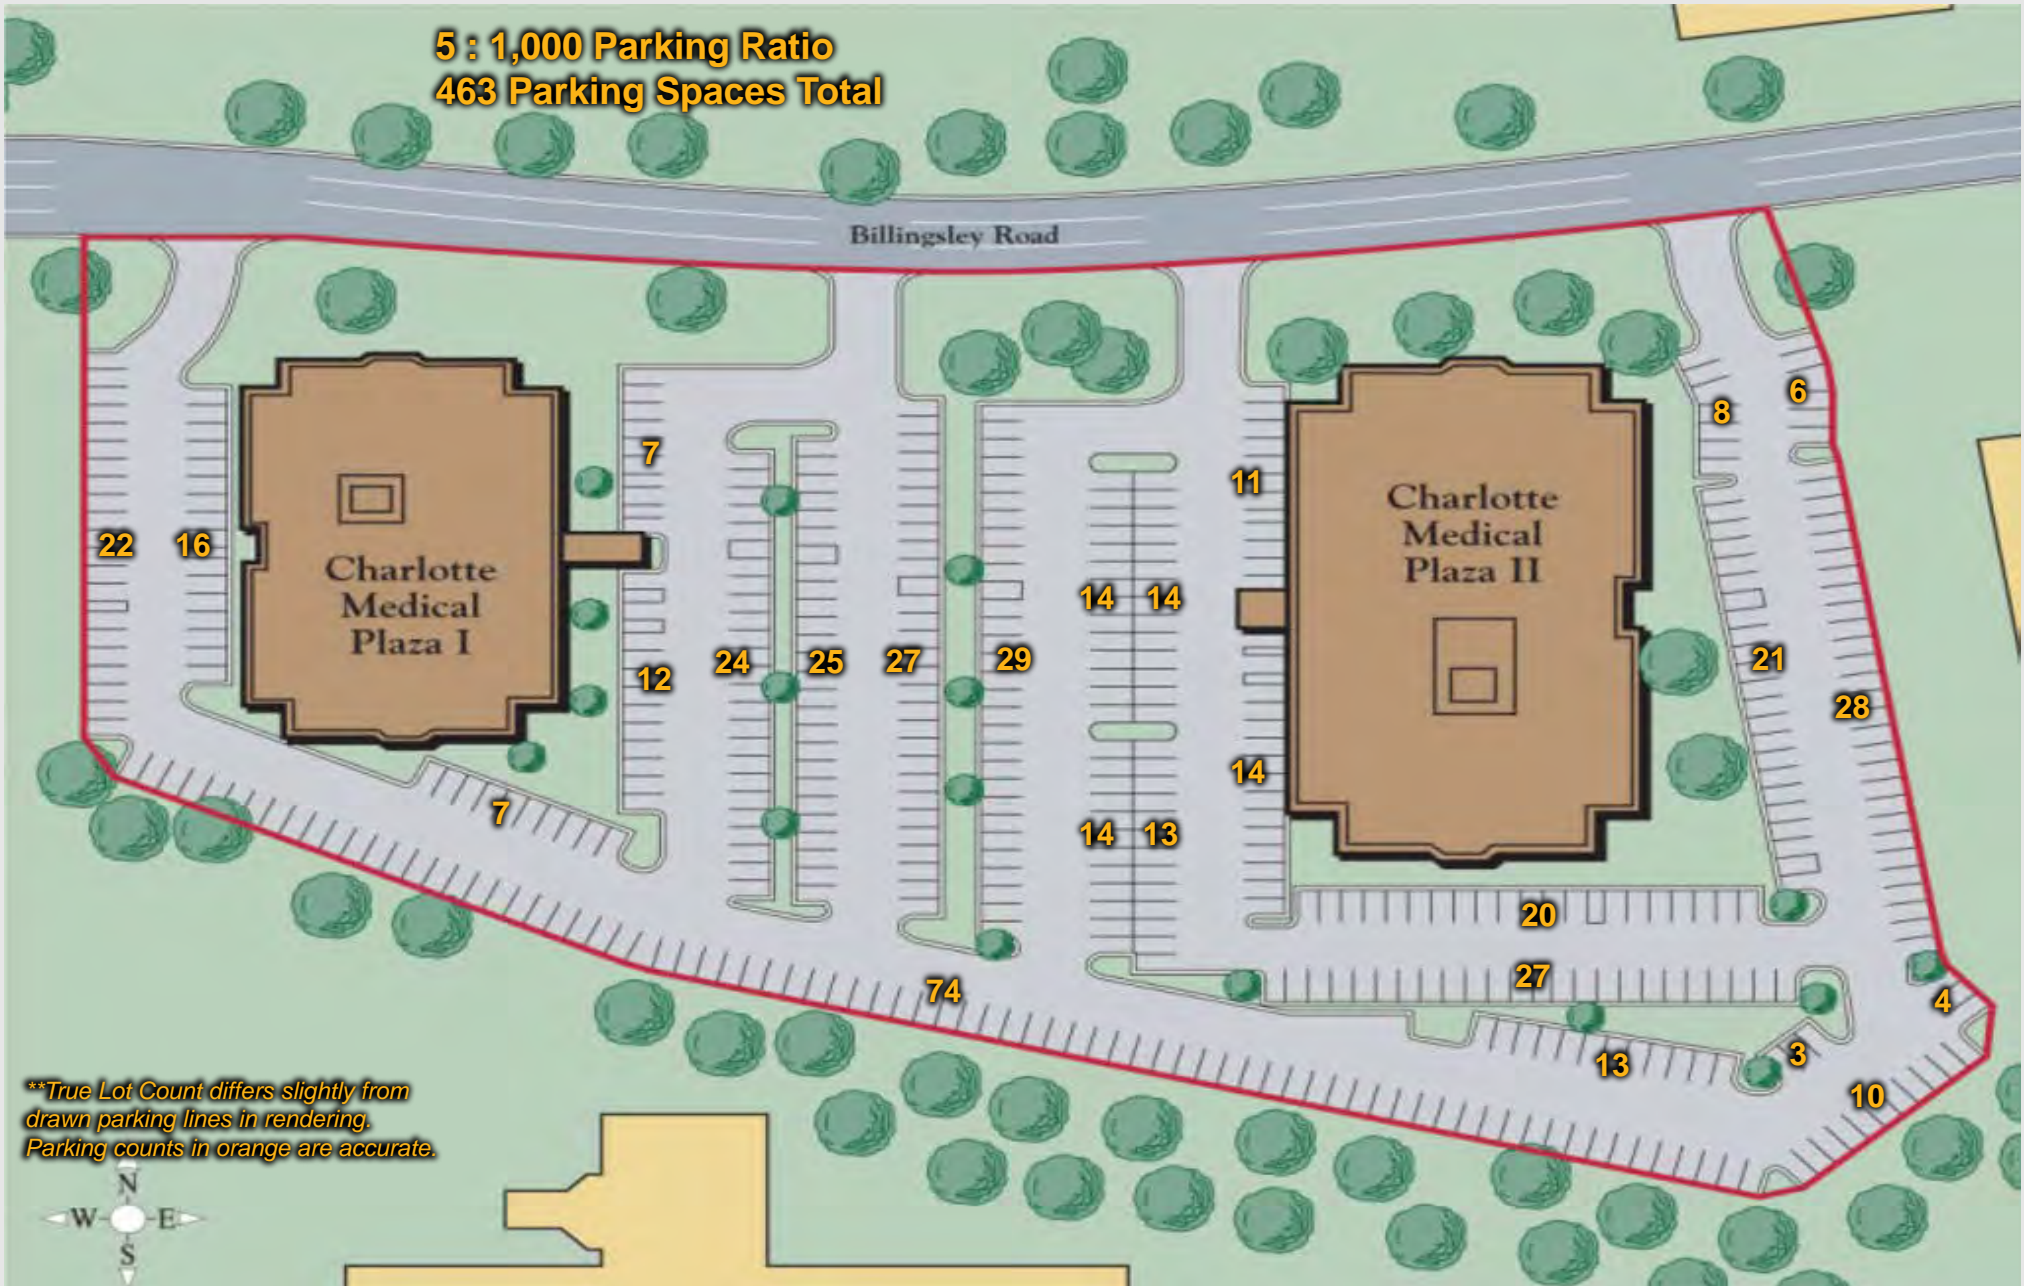 5 : 1,000 Parking Ratio
463 Parking Spaces Total
Billingsley Road
6
8
7
11
Charlotte
Medical
Plaza II
22
16
Charlotte
Medical
Plaza I
14
14
24
25
27
29
21
12
28
14
7
14
13
20
27
74
4
3
13
10
**True Lot Count differs slightly from
drawn parking lines in rendering.
Parking counts in orange are accurate.
N
W
E
S